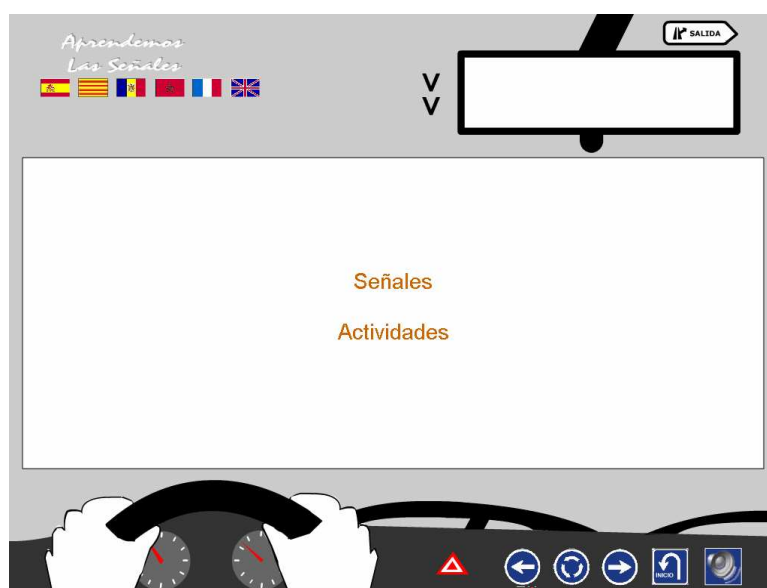 Aprendemos
Las Señales
SALIDA
V
V
Señales
Actividades
INICIO